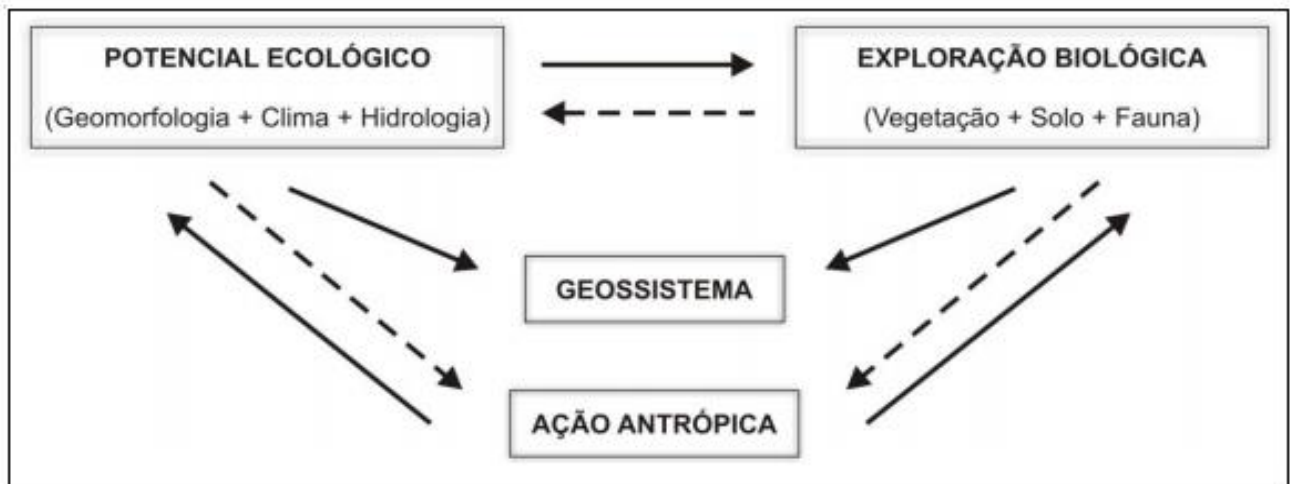 POTENCIAL ECOLÓGICO
(Geomorfologia + Clima + Hidrologia)
EXPLORAÇÃO BIOLÓGICA
(Vegetação + Solo + Fauna)
GEOSSISTEMA
AÇÃO ANTRÓPICA